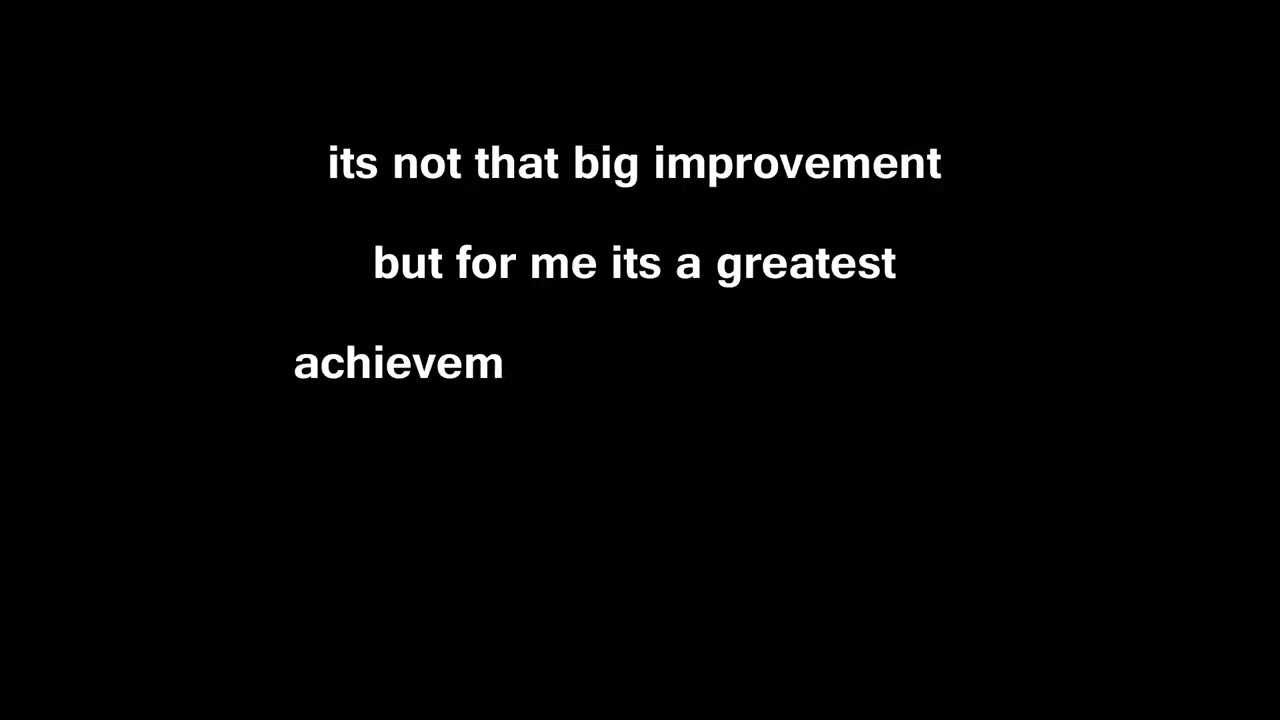 its not that big improvement
but for me its a greatest
achievem